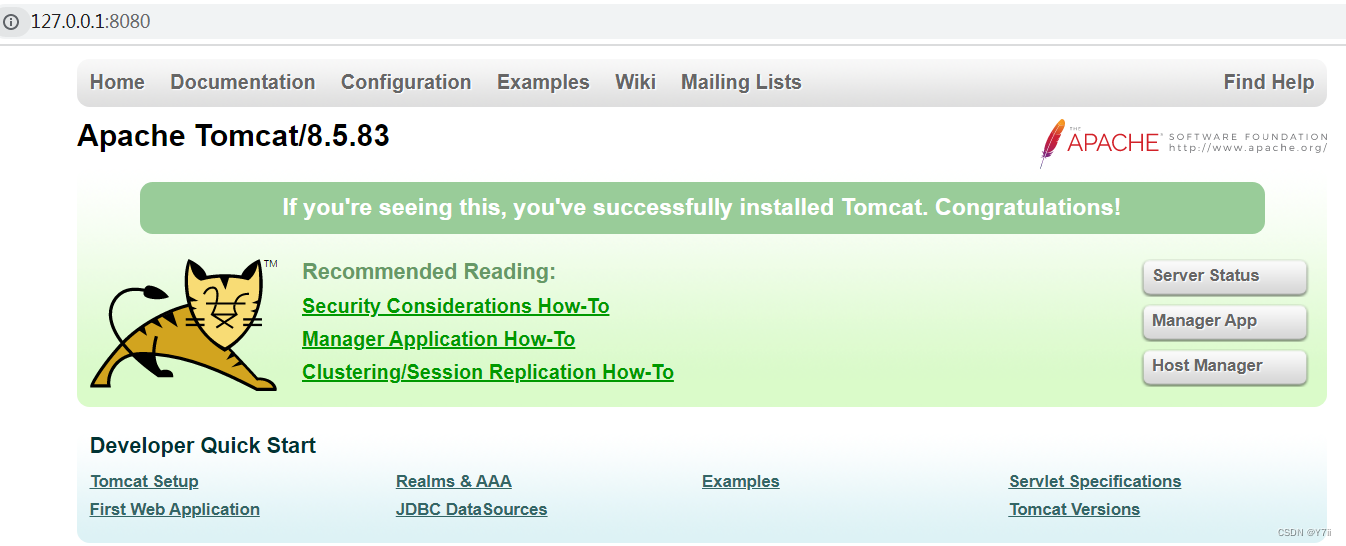 127.0.0.1:8080
Home Documentation Configuration Examples Wiki Mailing Lists Find Help
Apache Tomcat/8.5.83
THE APACHE® SOFTWARE FOUNDATION
http://www.apache.org/
If you're seeing this, you've successfully installed Tomcat. Congratulations!
TM
Recommended Reading:
Security Considerations How-To
Manager Application How-To
Clustering/Session Replication How-To
Server Status
Manager App
Host Manager
Developer Quick Start
Tomcat Setup
First Web Application
Realms & AAA
JDBC DataSources
Examples
Servlet Specifications
Tomcat Versions
CSDN @Y7ii